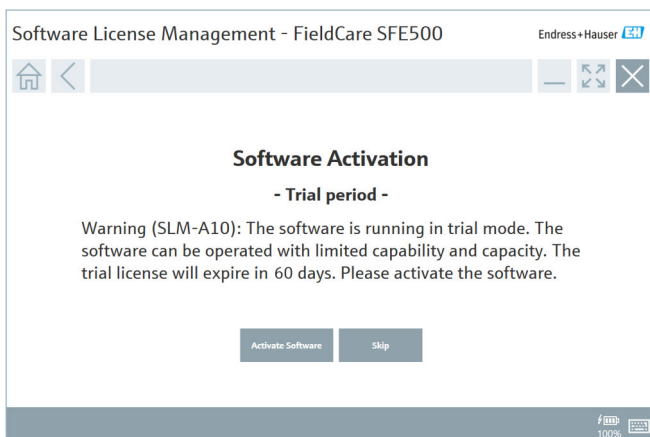 Software License Management - FieldCare SFE500
Endress+Hauser EH
Software Activation
- Trial period -
Warning (SLM-A10): The software is running in trial mode. The
software can be operated with limited capability and capacity. The
trial license will expire in 60 days. Please activate the software.
Activate Software
Skip
100%